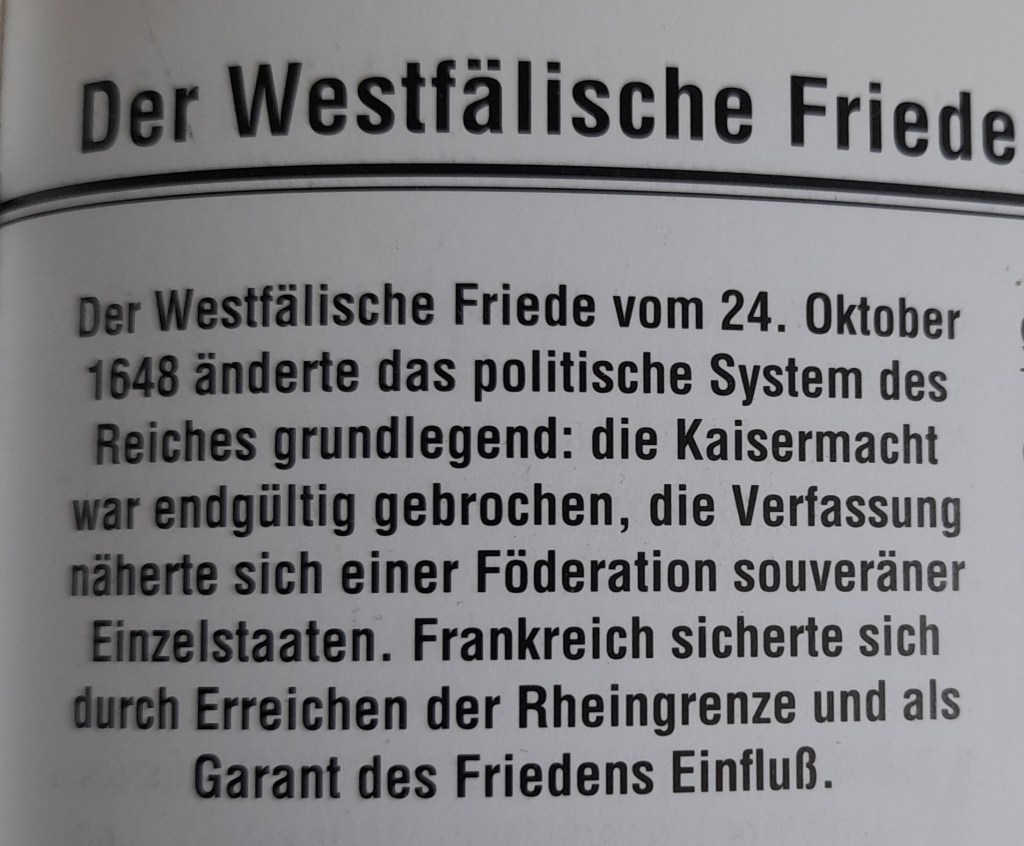 Der Westfälische Friede
Der Westfälische Friede vom 24. Oktober
1648 änderte das politische System des
Reiches grundlegend: die Kaisermacht
war endgültig gebrochen, die Verfassung
näherte sich einer Föderation souveräner
Einzelstaaten. Frankreich sicherte sich
durch Erreichen der Rheingrenze und als
Garant des Friedens Einfluß.